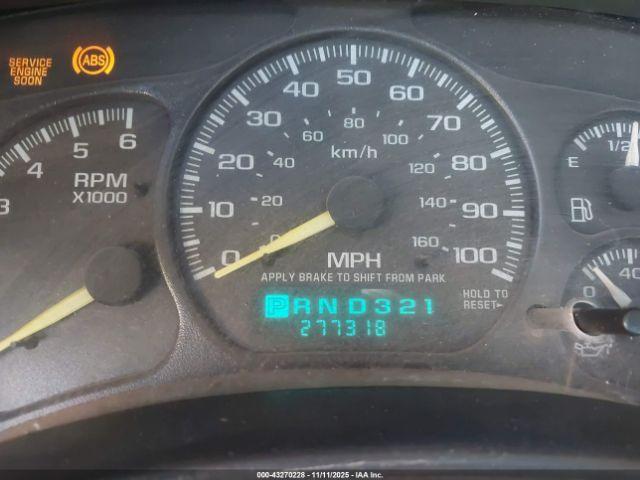 SERVICE
ENGINE
SOON
ABS
3 4 5 6
RPM
X1000
0 10 20 30 40 50 60 70 80 90 100
0 20 40 60 80 100 120 140 160
km/h
MPH
APPLY BRAKE TO SHIFT FROM PARK
PRND321
277318
HOLD TO
RESET
E 1/2
0 40
000-43270228 - 11/11/2025 - IAA Inc.